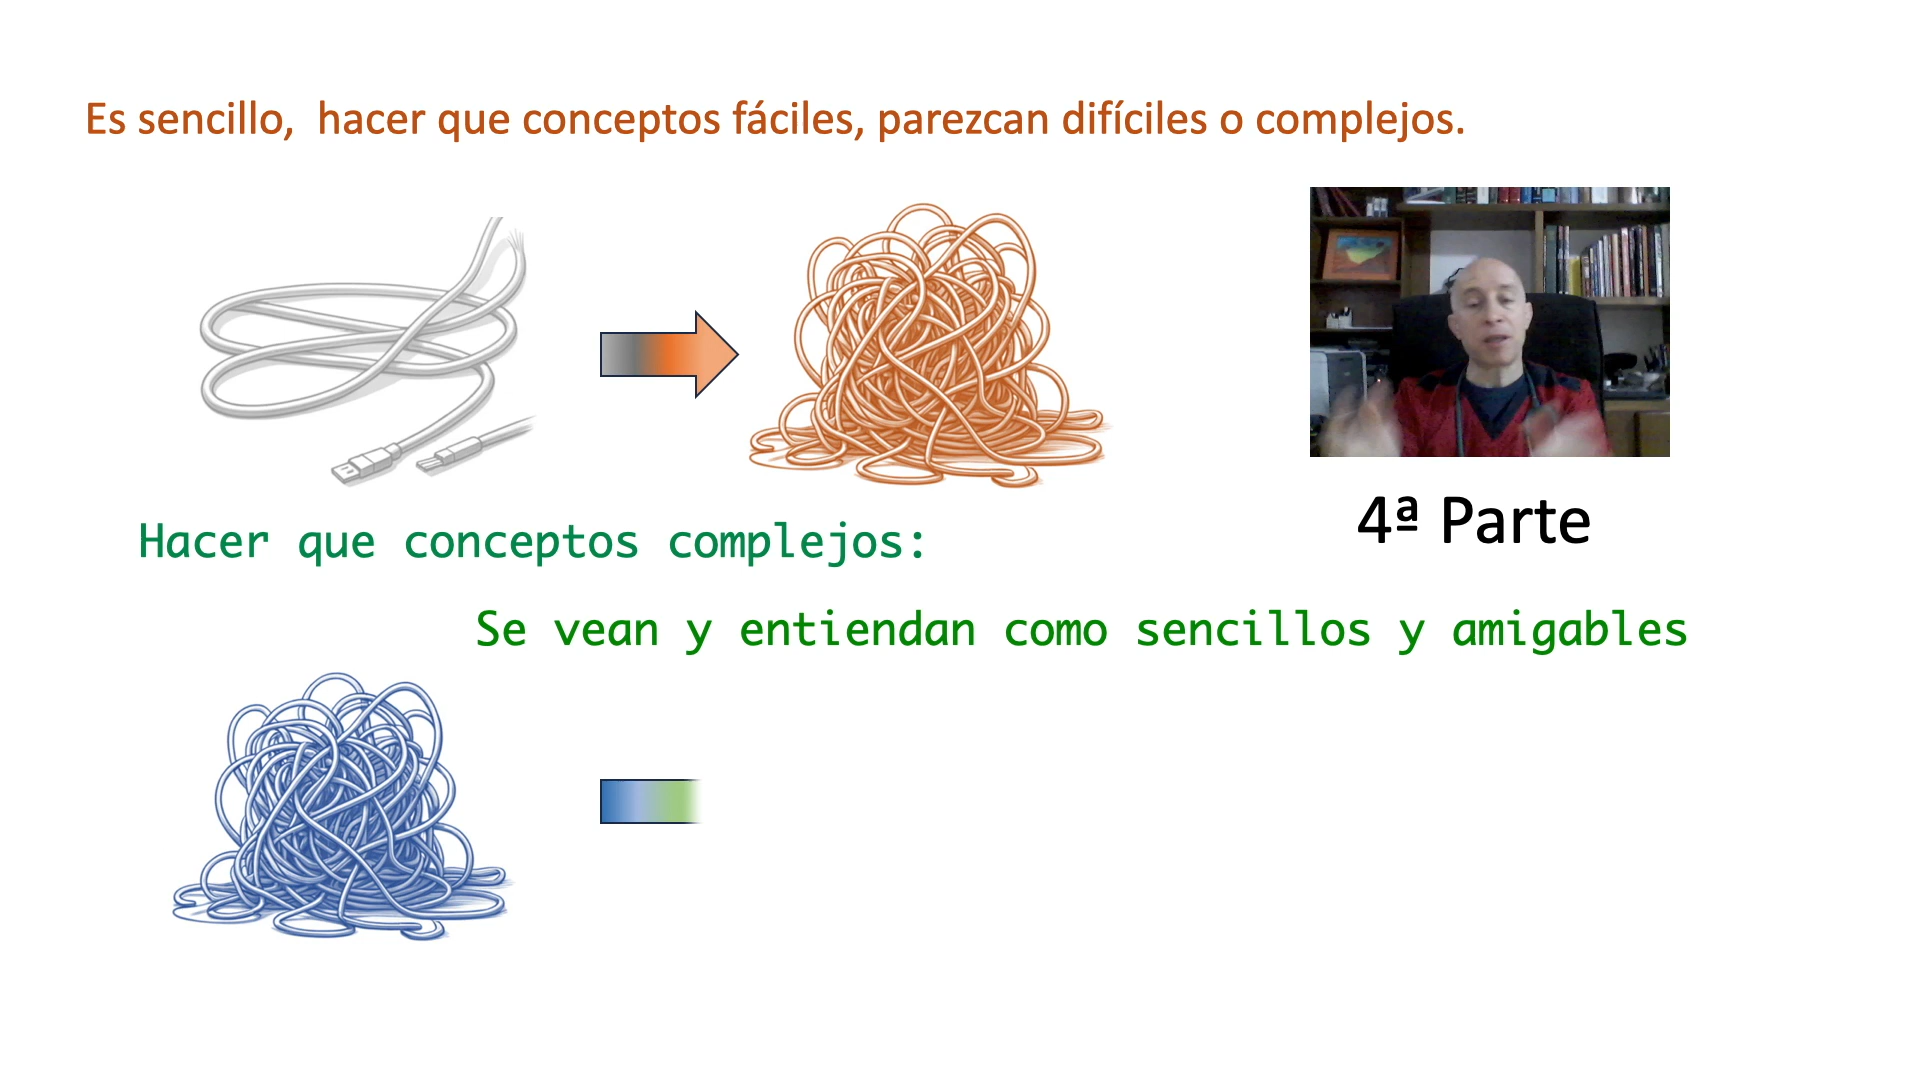 Es sencillo,  hacer que conceptos fáciles, parezcan difíciles o complejos.
4ª Parte
Hacer que conceptos complejos:
Se vean y entiendan como sencillos y amigables